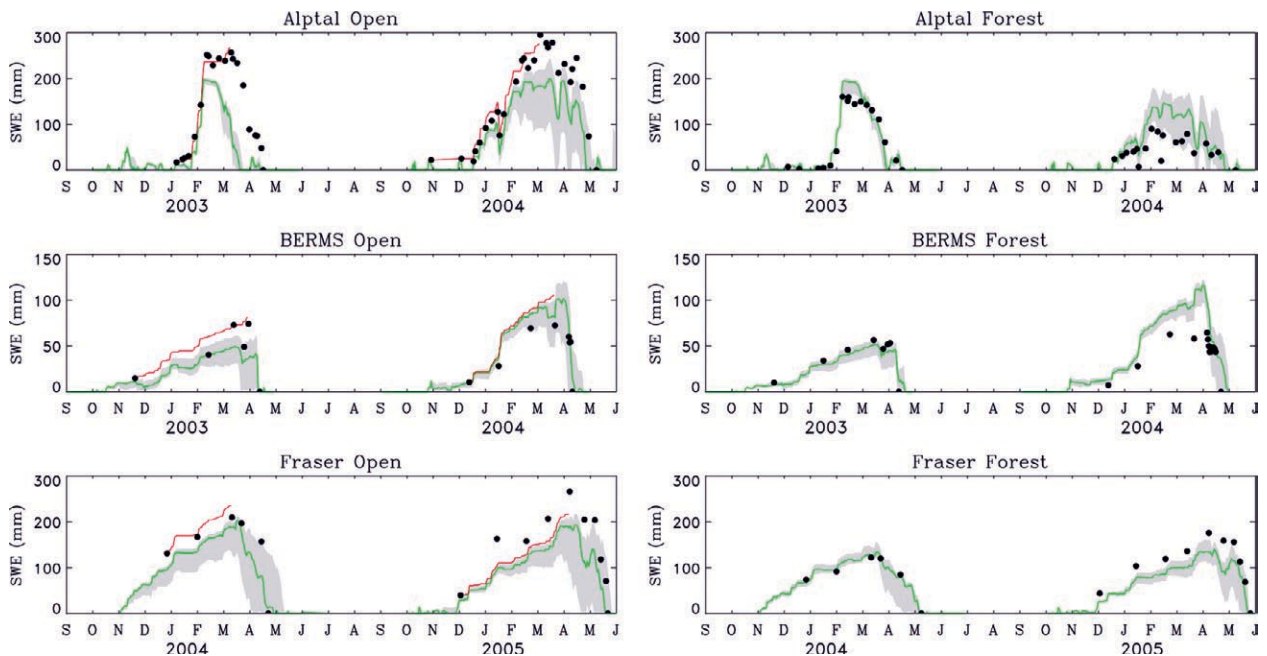 Alptal Open
SWE (mm)
300
200
100
0
S O N D J F M A M J J A S O N D J F M A M J
2003 2004
Alptal Forest
SWE (mm)
300
200
100
0
S O N D J F M A M J J A S O N D J F M A M J
2003 2004
BERMS Open
SWE (mm)
150
100
50
0
S O N D J F M A M J J A S O N D J F M A M J
2003 2004
BERMS Forest
SWE (mm)
150
100
50
0
S O N D J F M A M J J A S O N D J F M A M J
2003 2004
Fraser Open
SWE (mm)
300
200
100
0
S O N D J F M A M J J A S O N D J F M A M J
2004 2005
Fraser Forest
SWE (mm)
300
200
100
0
S O N D J F M A M J J A S O N D J F M A M J
2004 2005